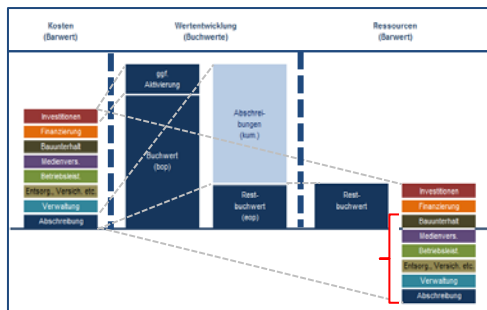 Kosten
(Barwert)
Wertentwicklung
(Buchwerte)
Ressourcen
(Barwert)
ggf.
Aktivierung
Buchwert
(bop)
Abschrei-
bungen
(kum.)
Rest-
buchwert
(eop)
Rest-
buchwert
Investitionen
Finanzierung
Bauunterhalt
Medienvers.
Betriebsleist.
Entsorg., Versich. etc.
Verwaltung
Abschreibung
Investitionen
Finanzierung
Bauunterhalt
Medienvers.
Betriebsleist.
Entsorg., Versich. etc.
Verwaltung
Abschreibung